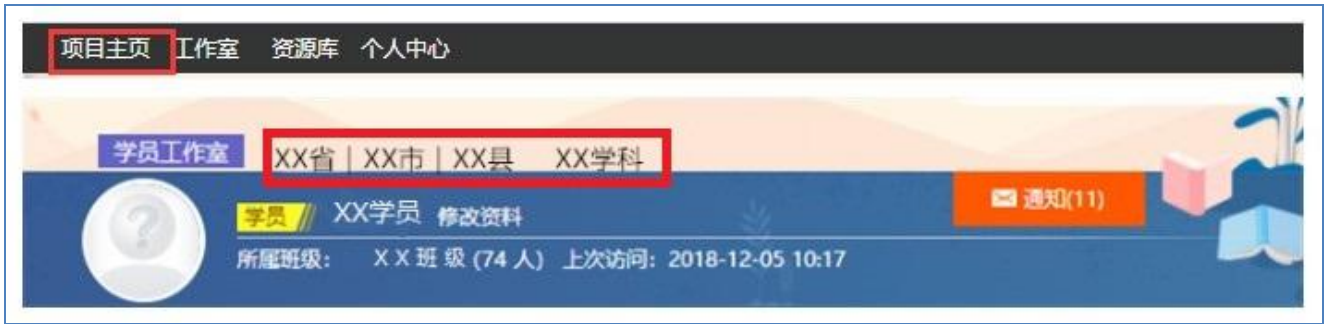 项目主页 工作室 资源库 个人中心
学员工作室 XX省 | XX市 | XX县 XX学科
学员 XX学员 修改资料 通知(11)
所属班级： XX班级 (74 人) 上次访问：2018-12-05 10:17